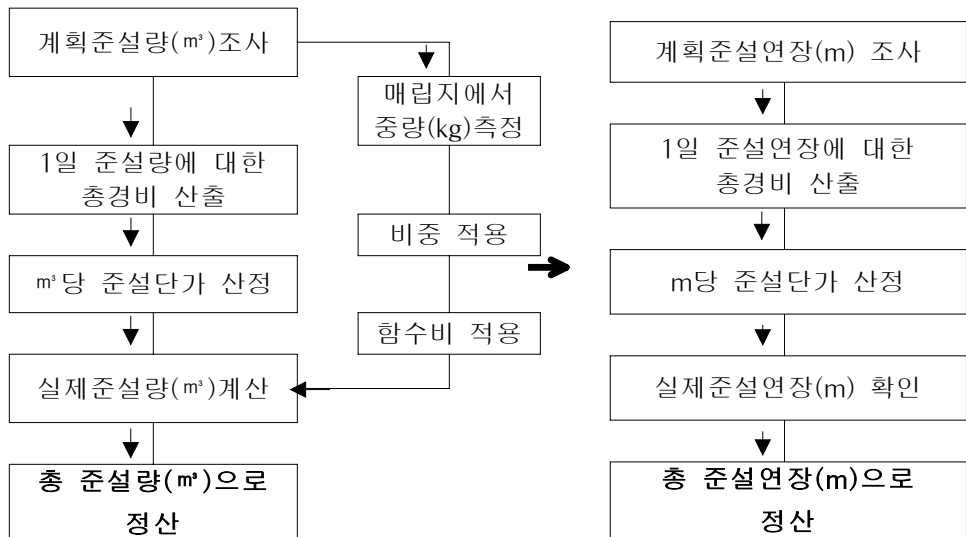 계획준설량(㎥)조사
매립지에서
중량(kg)측정
1일 준설량에 대한
총경비 산출
비중 적용
㎥당 준설단가 산정
함수비 적용
실제준설량(㎥)계산
총 준설량(㎥)으로
정산
계획준설연장(m) 조사
1일 준설연장에 대한
총경비 산출
m당 준설단가 산정
실제준설연장(m) 확인
총 준설연장(m)으로
정산